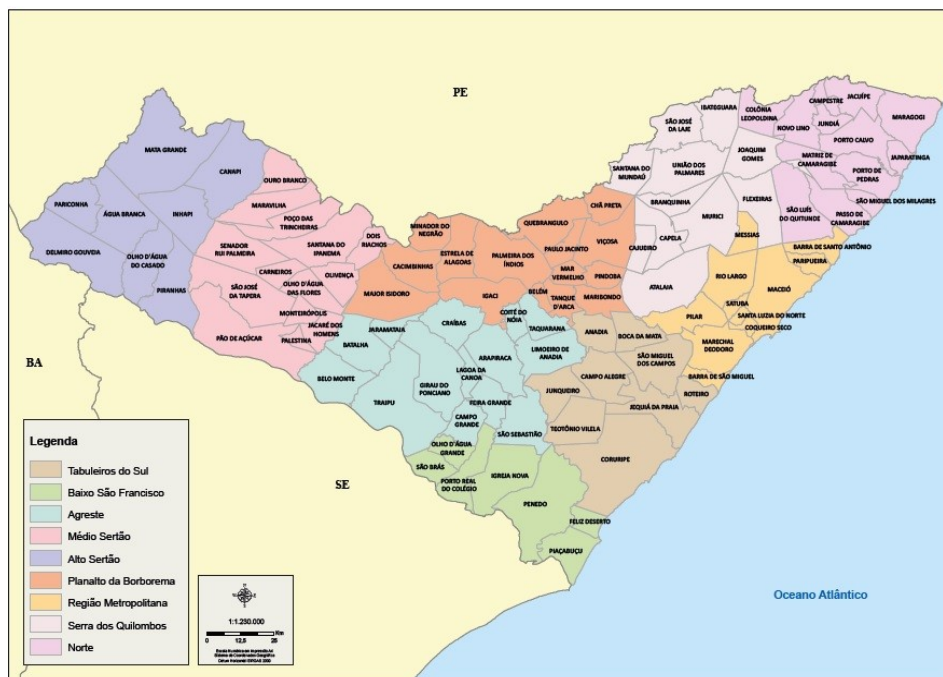 PE
BA
SE
Oceano Atlântico
MATA GRANDE
CANAPI
PARICONHA
ÁGUA BRANCA
INHAPI
DELMIRO GOUVEIA
OLHO D'ÁGUA
DO CASADO
PIRANHAS
OURO BRANCO
MARAVILHA
POÇO DAS
TRINCHEIRAS
SENADOR
RUI PALMEIRA
SANTANA DO
IPANEMA
DOIS
RIACHOS
CARNEIROS
OLIVENÇA
OLHO D'ÁGUA
DAS FLORES
SÃO JOSÉ
DA TAPERA
MONTEIRÓPOLIS
JACARÉ DOS
HOMENS
PALESTINA
PÃO DE AÇÚCAR
MINADOR DO
NEGRÃO
CACIMBINHAS
ESTRELA DE
ALAGOAS
MAJOR ISIDORO
PALMEIRA DOS
ÍNDIOS
QUEBRANGULO
CHÃ PRETA
PAULO JACINTO
VIÇOSA
MAR
VERMELHO
PINDOBA
IGACI
BELÉM
TANQUE
D'ARCA
MARIBONDO
COITÉ DO
NÓIA
JARAMATAIA
CRAÍBAS
TAQUARANA
BATALHA
ARAPIRACA
LIMOEIRO DE
ANADIA
BELO MONTE
LAGOA DA
CANOA
GIRAU DO
PONCIANO
TRAIPU
FEIRA GRANDE
CAMPO
GRANDE
SÃO SEBASTIÃO
OLHO D'ÁGUA
GRANDE
SÃO BRÁS
PORTO REAL
DO COLÉGIO
IGREJA NOVA
PENEDO
FELIZ DESERTO
PIAÇABUÇU
ANADIA
BOCA DA MATA
SÃO MIGUEL
DOS CAMPOS
CAMPO ALEGRE
JUNQUEIRO
JEQUIÁ DA PRAIA
ROTEIRO
TEOTÔNIO VILELA
CORURIPE
IBATEGUARA
SÃO JOSÉ
DA LAJE
JOAQUIM
GOMES
SANTANA DO
MUNDAÚ
UNIÃO DOS
PALMARES
BRANQUINHA
MURICI
FLEXEIRAS
CAJUEIRO
CAPELA
ATALAIA
COLÔNIA
LEOPOLDINA
CAMPESTRE
JACUÍPE
NOVO LINO
JUNDIÁ
MARAGOGI
PORTO CALVO
MATRIZ DE
CAMARAGIBE
JAPARATINGA
PORTO DE
PEDRAS
SÃO MIGUEL DOS MILAGRES
SÃO LUÍS
DO QUITUNDE
PASSO DE
CAMARAGIBE
MESSIAS
BARRA DE SANTO ANTÔNIO
PARIPUEIRA
RIO LARGO
MACEIÓ
SATUBA
SANTA LUZIA DO NORTE
PILAR
COQUEIRO SECO
MARECHAL
DEODORO
BARRA DE SÃO MIGUEL
Legenda
Tabuleiros do Sul
Baixo São Francisco
Agreste
Médio Sertão
Alto Sertão
Planalto da Borborema
Região Metropolitana
Serra dos Quilombos
Norte
1:1.230.000
0 12,5 25 Km